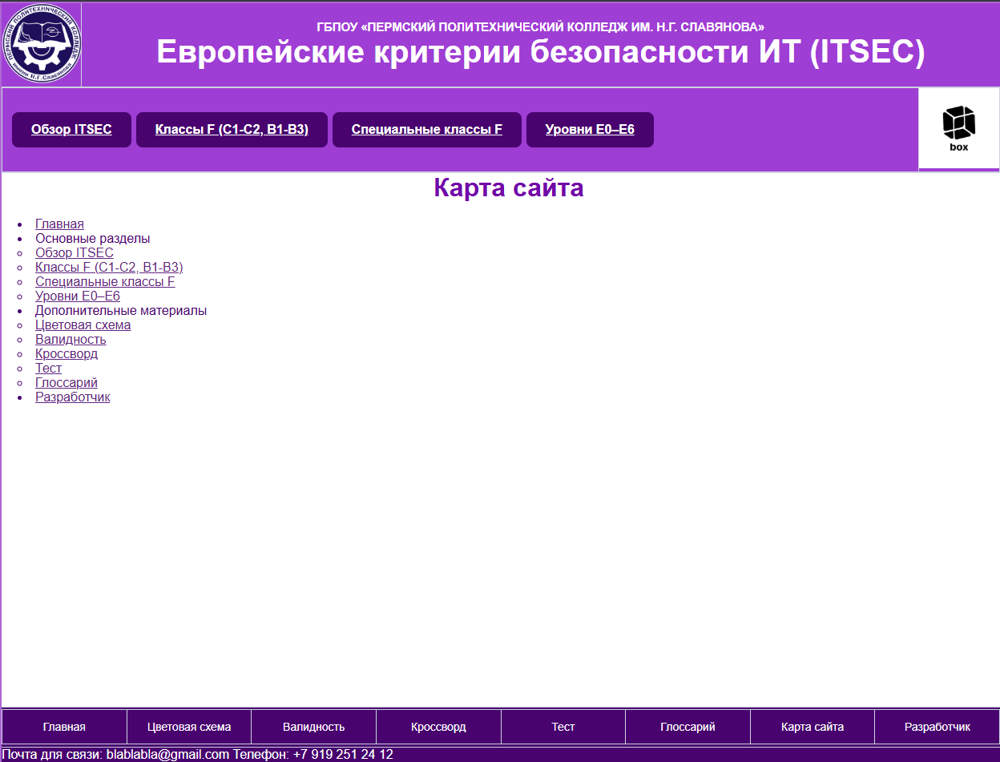 ПЕРМСКИЙ ПОЛИТЕХНИЧЕСКИЙ КОЛЛЕДЖ
имени Н.Г.Славянова
ГБПОУ «ПЕРМСКИЙ ПОЛИТЕХНИЧЕСКИЙ КОЛЛЕДЖ ИМ. Н.Г. СЛАВЯНОВА»
Европейские критерии безопасности ИТ (ITSEC)
Обзор ITSEC Классы F (C1-C2, B1-B3) Специальные классы F Уровни E0–E6
box
Карта сайта
Главная
Основные разделы
Обзор ITSEC
Классы F (C1-C2, B1-B3)
Специальные классы F
Уровни E0–E6
Дополнительные материалы
Цветовая схема
Валидность
Кроссворд
Тест
Глоссарий
Разработчик
Главная Цветовая схема Валидность Кроссворд Тест Глоссарий Карта сайта Разработчик
Почта для связи: blablabla@gmail.com Телефон: +7 919 251 24 12